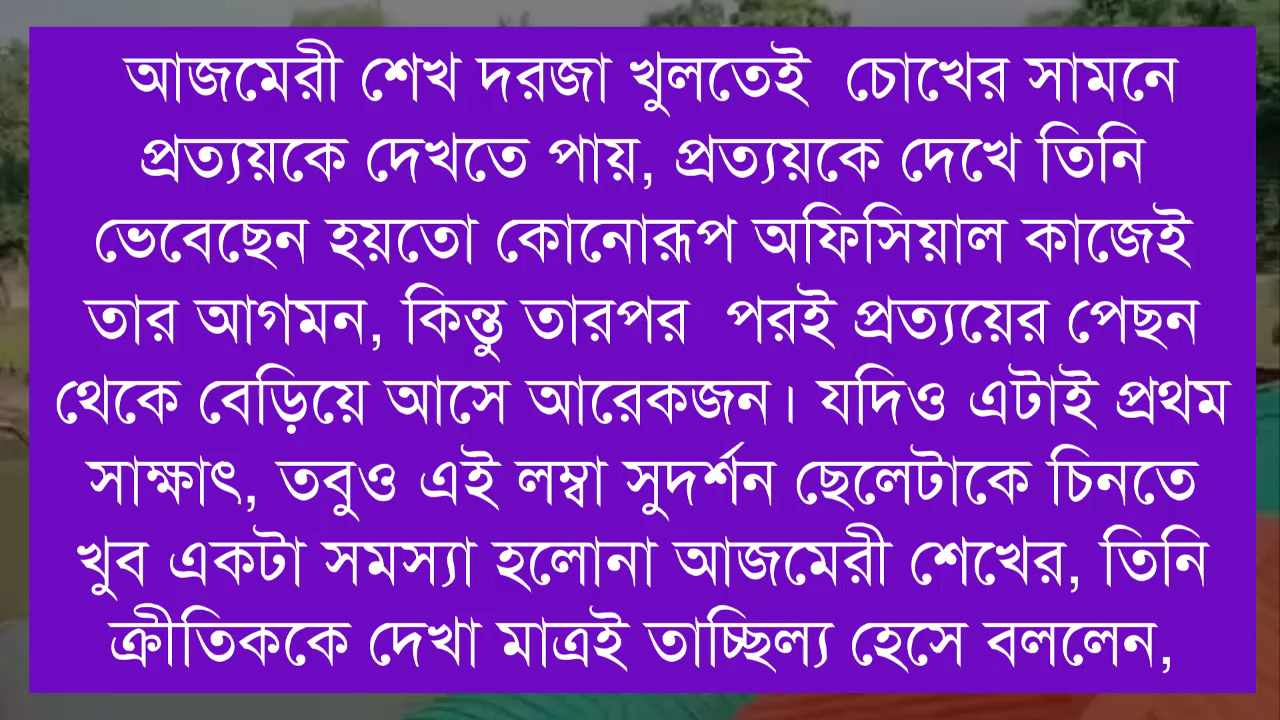 আজমেরী শেখ দরজা খুলতেই  চোখের সামনে
প্রত্যয়কে দেখতে পায়, প্রত্যয়কে দেখে তিনি
ভেবেছেন হয়তো কোনোরূপ অফিসিয়াল কাজেই
তার আগমন, কিন্তু তারপর  পরই প্রত্যয়ের পেছন
থেকে বেড়িয়ে আসে আরেকজন। যদিও এটাই প্রথম
সাক্ষাৎ, তবুও এই লম্বা সুদর্শন ছেলেটাকে চিনতে
খুব একটা সমস্যা হলোনা আজমেরী শেখের, তিনি
ক্রীতিককে দেখা মাত্রই তাচ্ছিল্য হেসে বললেন,